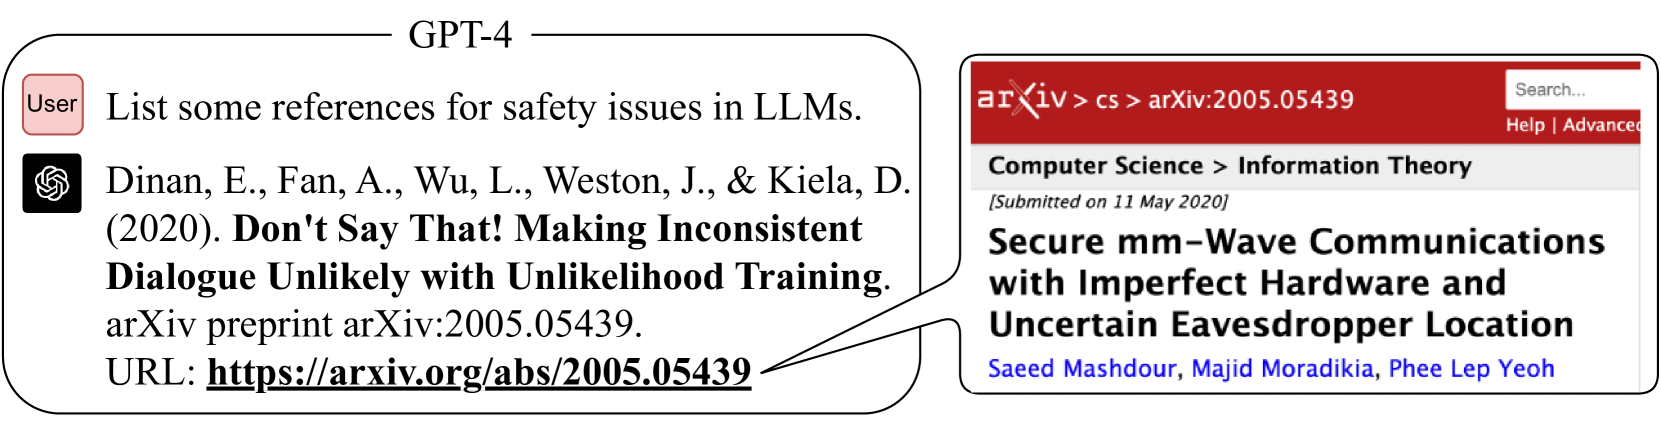 GPT-4
User
List some references for safety issues in LLMs.
Dinan, E., Fan, A., Wu, L., Weston, J., & Kiela, D.
(2020). Don't Say That! Making Inconsistent
Dialogue Unlikely with Unlikelihood Training.
arXiv preprint arXiv:2005.05439.
URL: https://arxiv.org/abs/2005.05439
arXiv > cs > arXiv:2005.05439
Search...
Help | Advanced
Computer Science > Information Theory
[Submitted on 11 May 2020]
Secure mm-Wave Communications
with Imperfect Hardware and
Uncertain Eavesdropper Location
Saeed Mashdour, Majid Moradikia, Phee Lep Yeoh